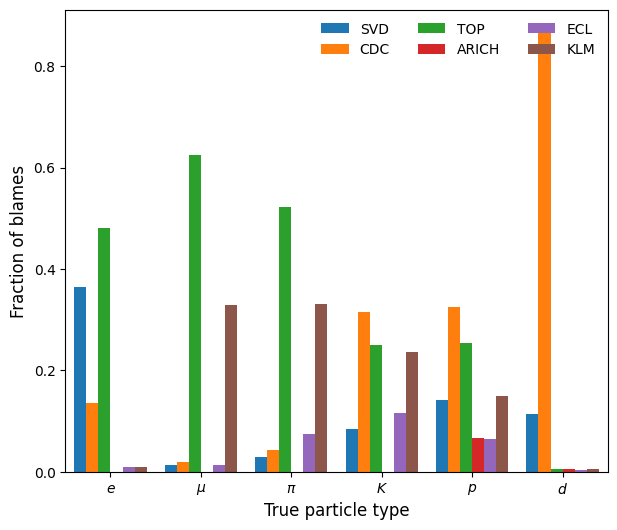 SVD TOP ECL
CDC ARICH KLM
Fraction of blames
0.8
0.6
0.4
0.2
0.0
e μ π K p d
True particle type